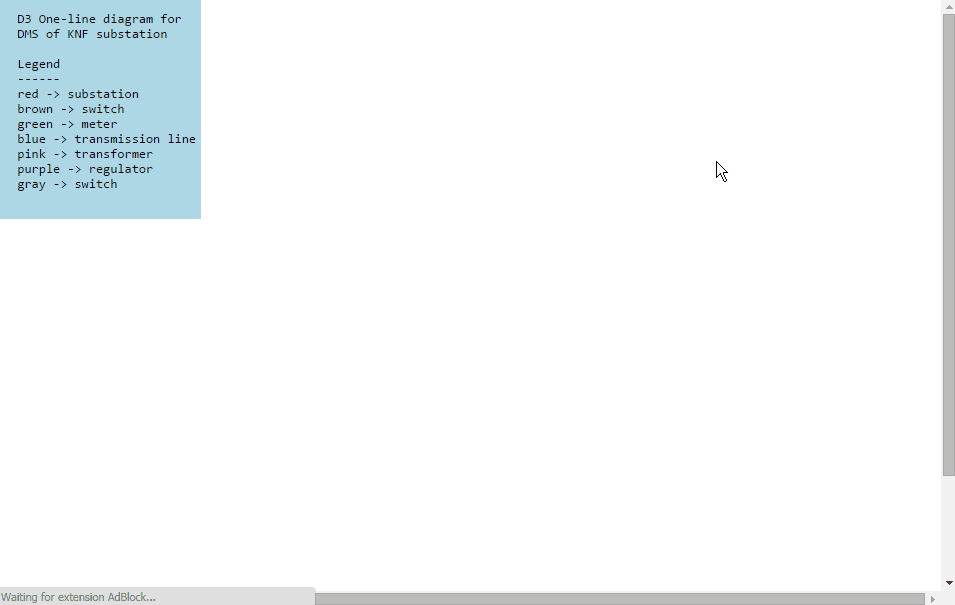 D3 One-line diagram for
DMS of KNF substation
Legend
------
red -> substation
brown -> switch
green -> meter
blue -> transmission line
pink -> transformer
purple -> regulator
gray -> switch
Waiting for extension AdBlock...